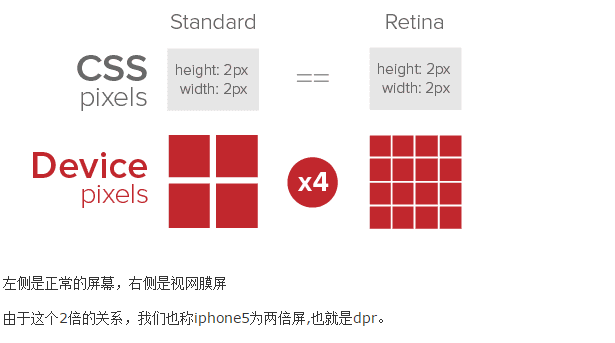 Standard Retina
CSS pixels
height: 2px
width: 2px
==
height: 2px
width: 2px
Device pixels
x4
左侧是正常的屏幕，右侧是视网膜屏
由于这个2倍的关系，我们也称iphone5为两倍屏,也就是dpr。